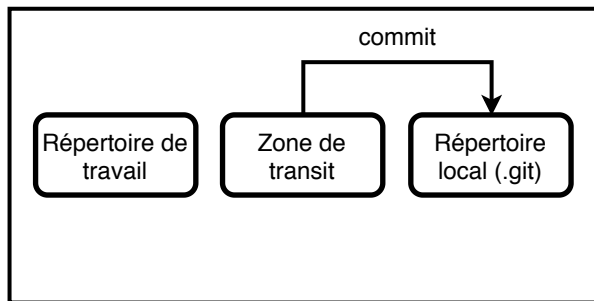 commit
Répertoire de
travail
Zone de
transit
Répertoire
local (.git)